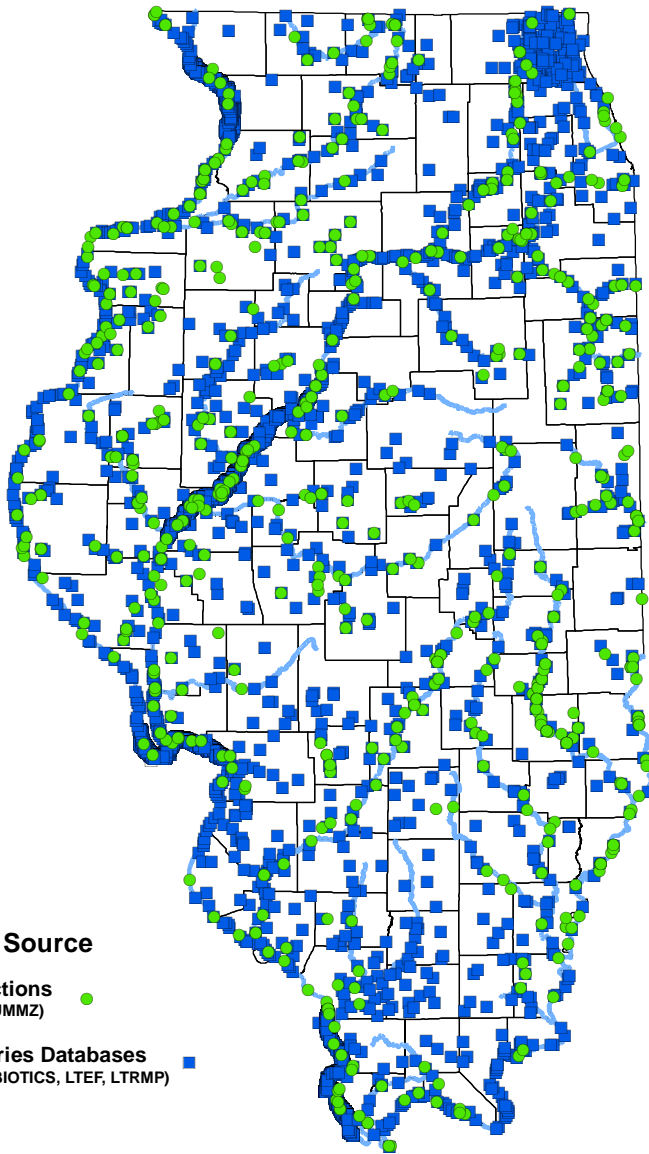 Source
ctions
UMMZ)
ries Databases
BIOTICS, LTEF, LTRMP)